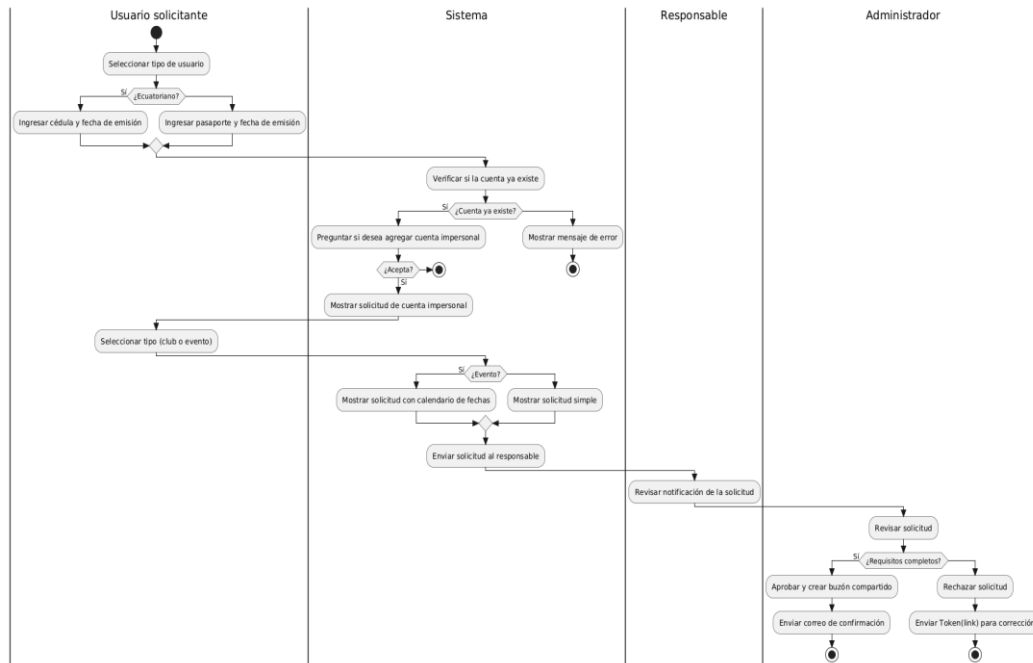 Usuario solicitante
Sistema
Responsable
Administrador
Seleccionar tipo de usuario
Sí
¿Ecuatoriano?
Ingresar cédula y fecha de emisión
Ingresar pasaporte y fecha de emisión
Verificar si la cuenta ya existe
Sí
¿Cuenta ya existe?
Preguntar si desea agregar cuenta impersonal
Mostrar mensaje de error
¿Acepta?
Sí
Mostrar solicitud de cuenta impersonal
Seleccionar tipo (club o evento)
Sí
¿Evento?
Mostrar solicitud con calendario de fechas
Mostrar solicitud simple
Enviar solicitud al responsable
Revisar notificación de la solicitud
Revisar solicitud
Sí
¿Requisitos completos?
Aprobar y crear buzón compartido
Rechazar solicitud
Enviar correo de confirmación
Enviar Token(link) para corrección